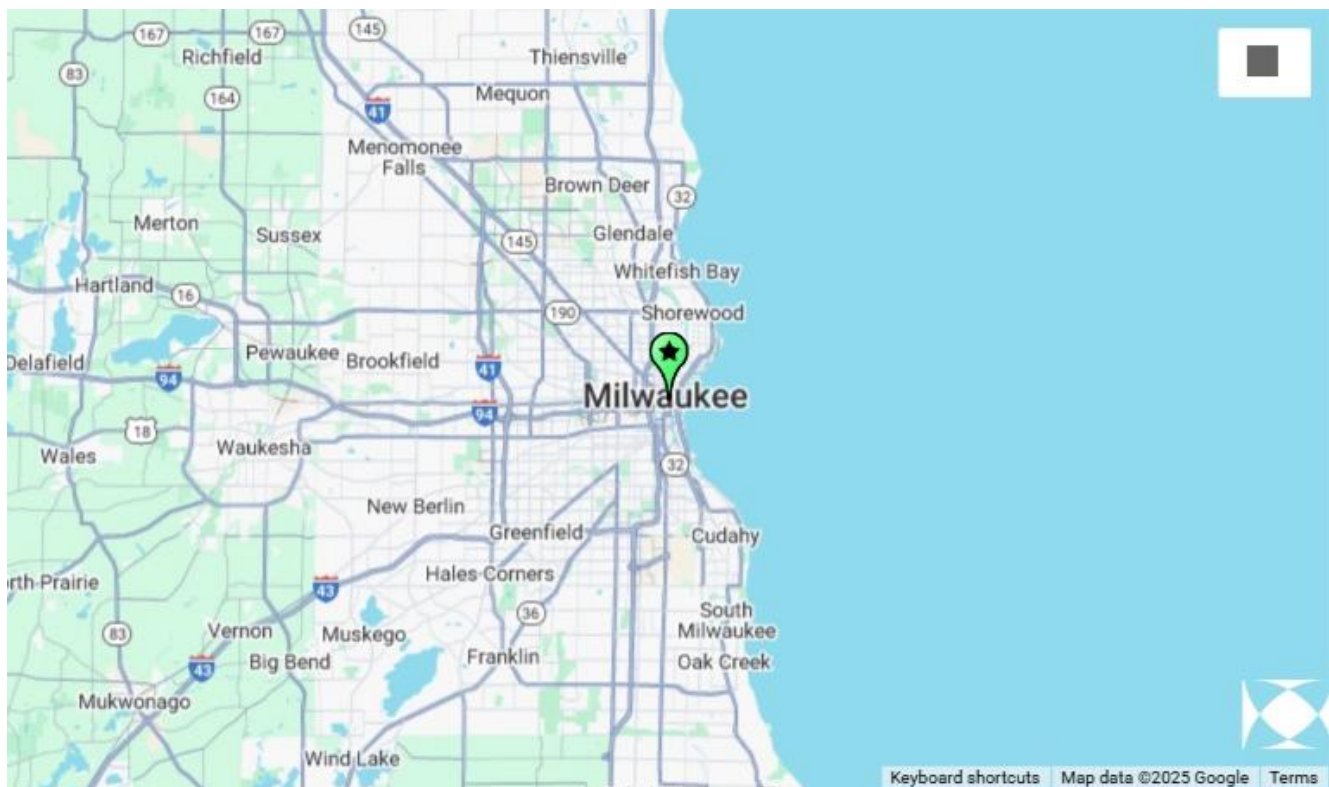 145
167
167
Richfield
Thiensville
83
Mequon
164
41
Menomonee
Falls
Brown Deer
32
Merton
Sussex
145
Glendale
Whitefish Bay
Hartland
16
190
Shorewood
Delafield
Pewaukee
Brookfield
41
94
Milwaukee
94
18
Wales
Waukesha
32
New Berlin
Greenfield
Cudahy
rth Prairie
Hales Corners
43
36
83
Vernon
Muskego
South
Milwaukee
Big Bend
Franklin
Oak Creek
43
Mukwonago
Wind Lake
Keyboard shortcuts Map data ©2025 Google Terms